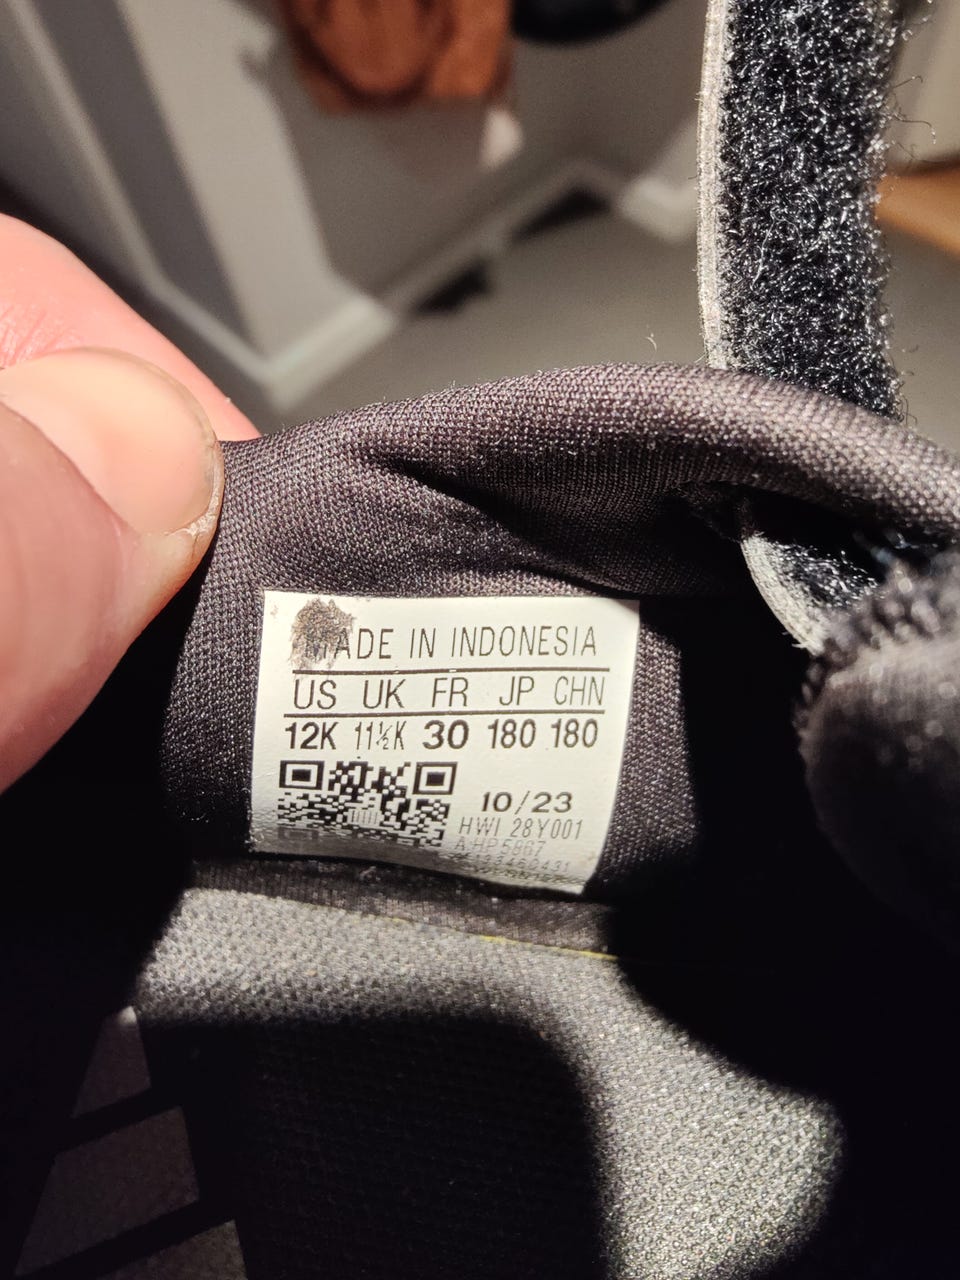 MADE IN INDONESIA
US UK FR JP CHN
12K 11½K 30 180 180
10/23
HWI 28Y001